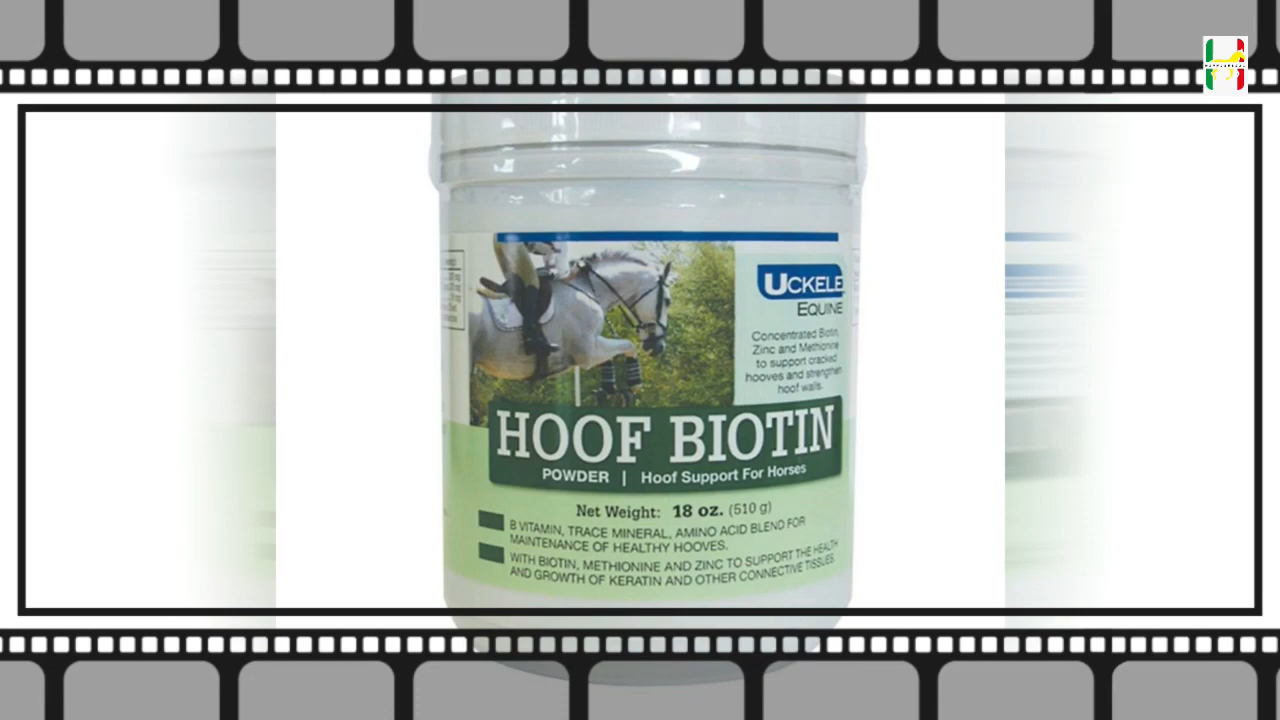 UCKELE
EQUINE
Concentrated Biotin,
Zinc and Methionine
to support cracked
hooves and strengthen
hoof walls.
HOOF BIOTIN
POWDER | Hoof Support For Horses
Net Weight: 18 oz. (510 g)
B VITAMIN, TRACE MINERAL, AMINO ACID BLEND FOR
MAINTENANCE OF HEALTHY HOOVES.
WITH BIOTIN, METHIONINE AND ZINC TO SUPPORT THE HEALTH
AND GROWTH OF KERATIN AND OTHER CONNECTIVE TISSUES.